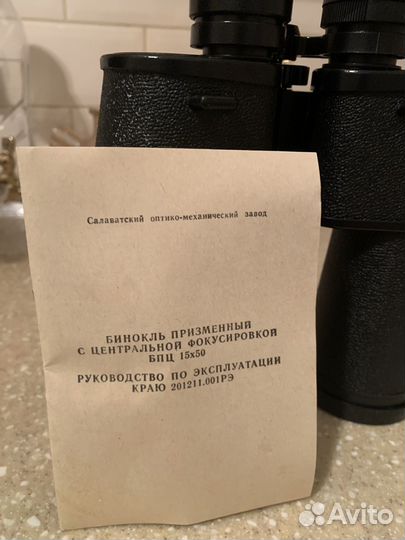 Салаватский оптико-механический завод
БИНОКЛЬ ПРИЗМЕННЫЙ
С ЦЕНТРАЛЬНОЙ ФОКУСИРОВКОЙ
БПЦ 15х50
РУКОВОДСТВО ПО ЭКСПЛУАТАЦИИ
КРАЮ 201211.001РЭ
Avito